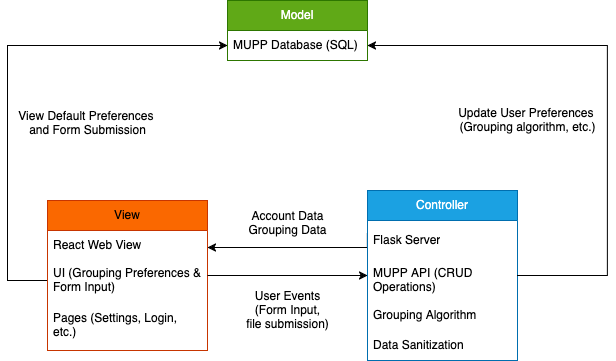 Model
MUPP Database (SQL)
View Default Preferences
and Form Submission
Update User Preferences
(Grouping algorithm, etc.)
View
React Web View
UI (Grouping Preferences &
Form Input)
Pages (Settings, Login,
etc.)
Account Data
Grouping Data
User Events
(Form Input,
file submission)
Controller
Flask Server
MUPP API (CRUD
Operations)
Grouping Algorithm
Data Sanitization